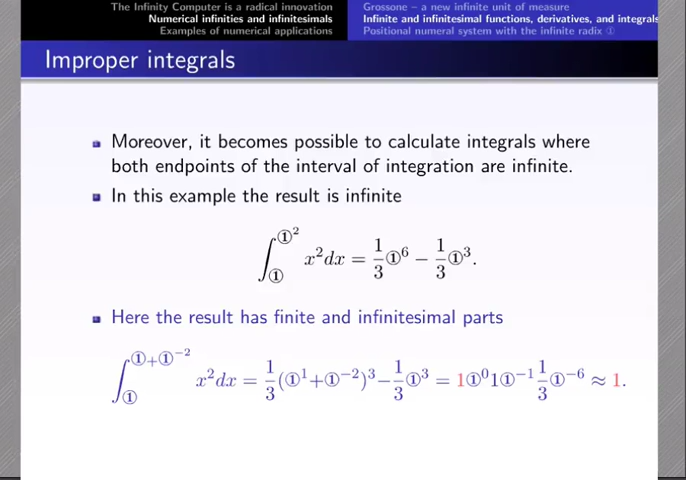 The Infinity Computer is a radical innovation
Numerical infinities and infinitesimals
Examples of numerical applications
Grossone – a new infinite unit of measure
Infinite and infinitesimal functions, derivatives, and integrals
Positional numeral system with the infinite radix ①
Improper integrals
Moreover, it becomes possible to calculate integrals where
both endpoints of the interval of integration are infinite.
In this example the result is infinite
∫_①^{①²} x²dx = 1/3 ①⁶ − 1/3 ①³.
Here the result has finite and infinitesimal parts
∫_①^{①+①⁻²} x²dx = 1/3 (①¹+①⁻²)³ − 1/3 ①³ = 1①⁰1①⁻¹ 1/3 ①⁻⁶ ≈ 1.